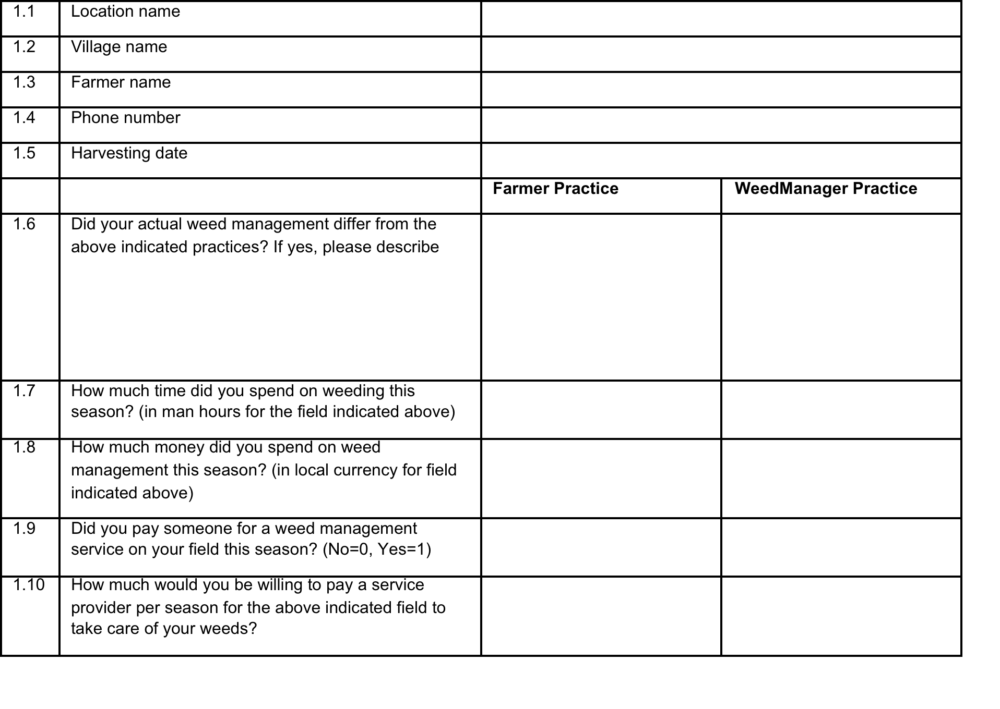 1.1 Location name
1.2 Village name
1.3 Farmer name
1.4 Phone number
1.5 Harvesting date
Farmer Practice WeedManager Practice
1.6 Did your actual weed management differ from the
above indicated practices? If yes, please describe
1.7 How much time did you spend on weeding this
season? (in man hours for the field indicated above)
1.8 How much money did you spend on weed
management this season? (in local currency for field
indicated above)
1.9 Did you pay someone for a weed management
service on your field this season? (No=0, Yes=1)
1.10 How much would you be willing to pay a service
provider per season for the above indicated field to
take care of your weeds?